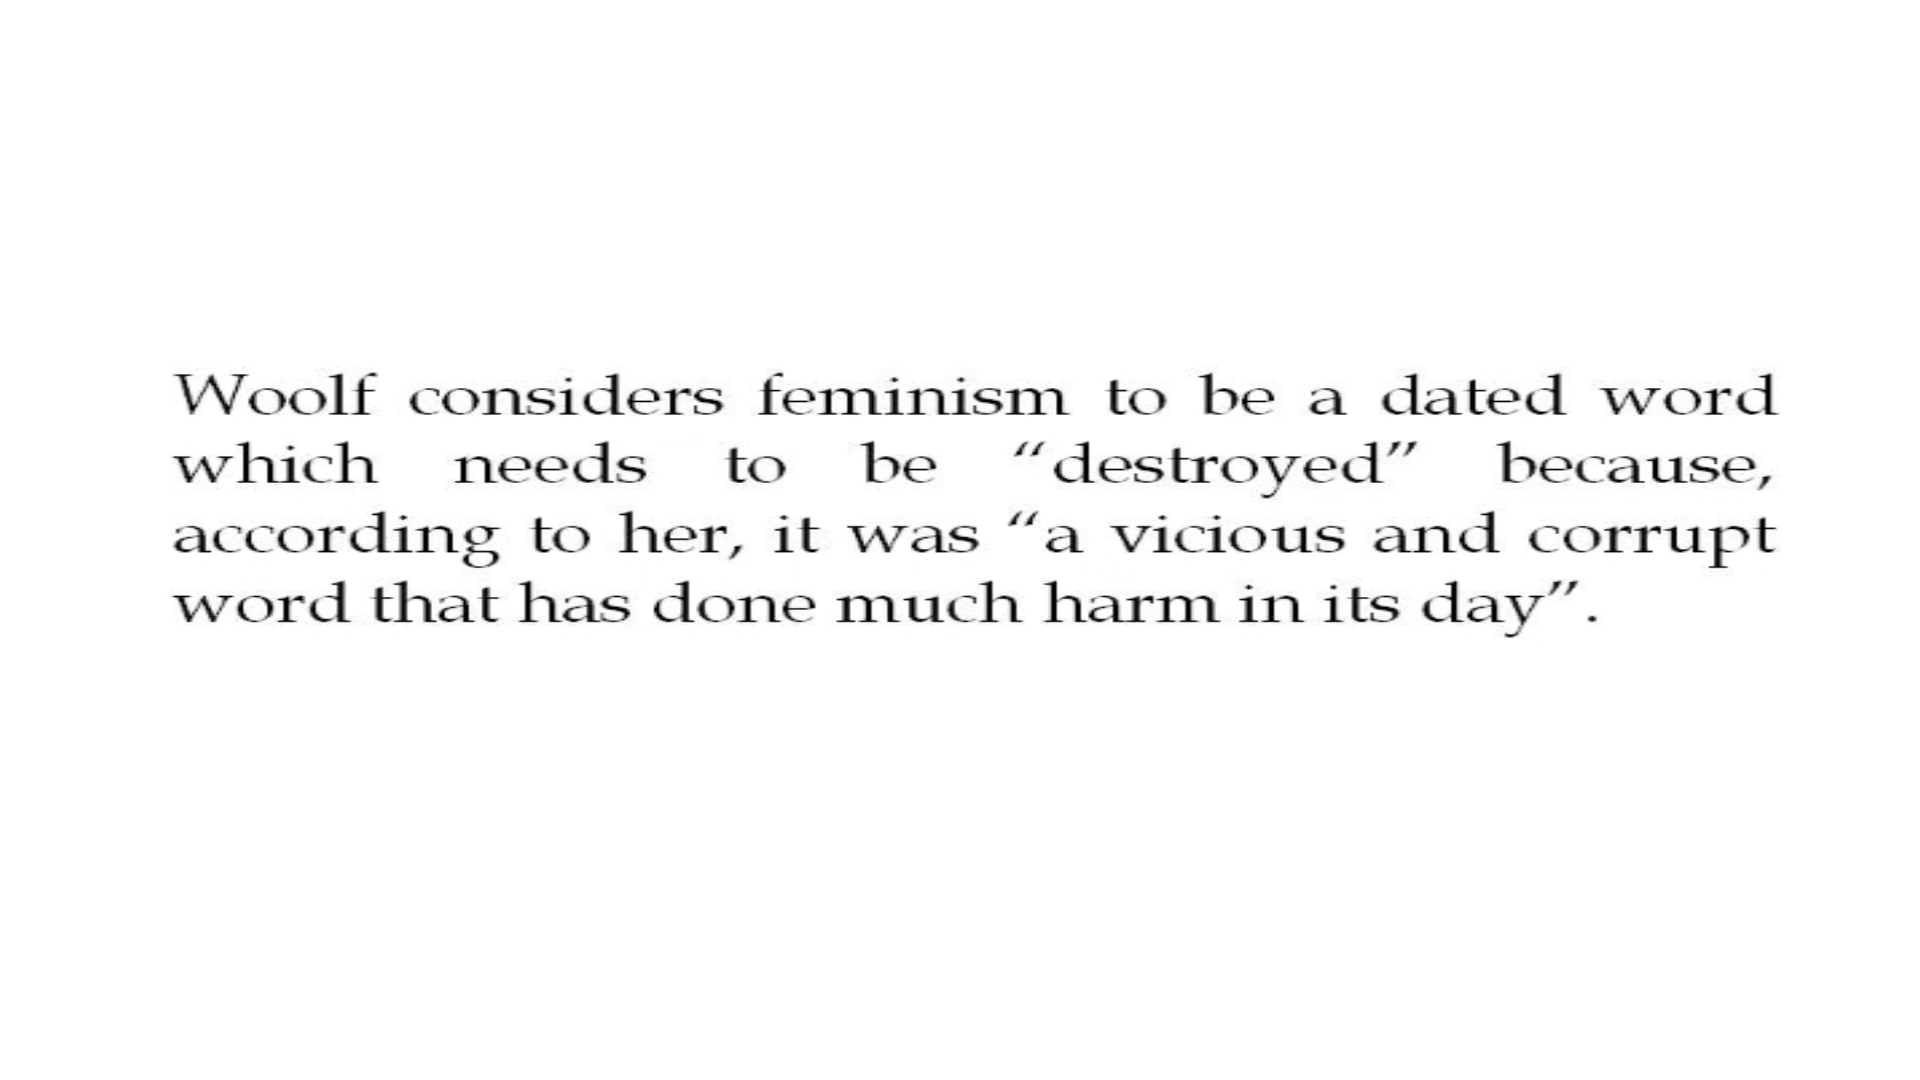 Woolf considers feminism to be a dated word
which needs to be “destroyed” because,
according to her, it was “a vicious and corrupt
word that has done much harm in its day”.